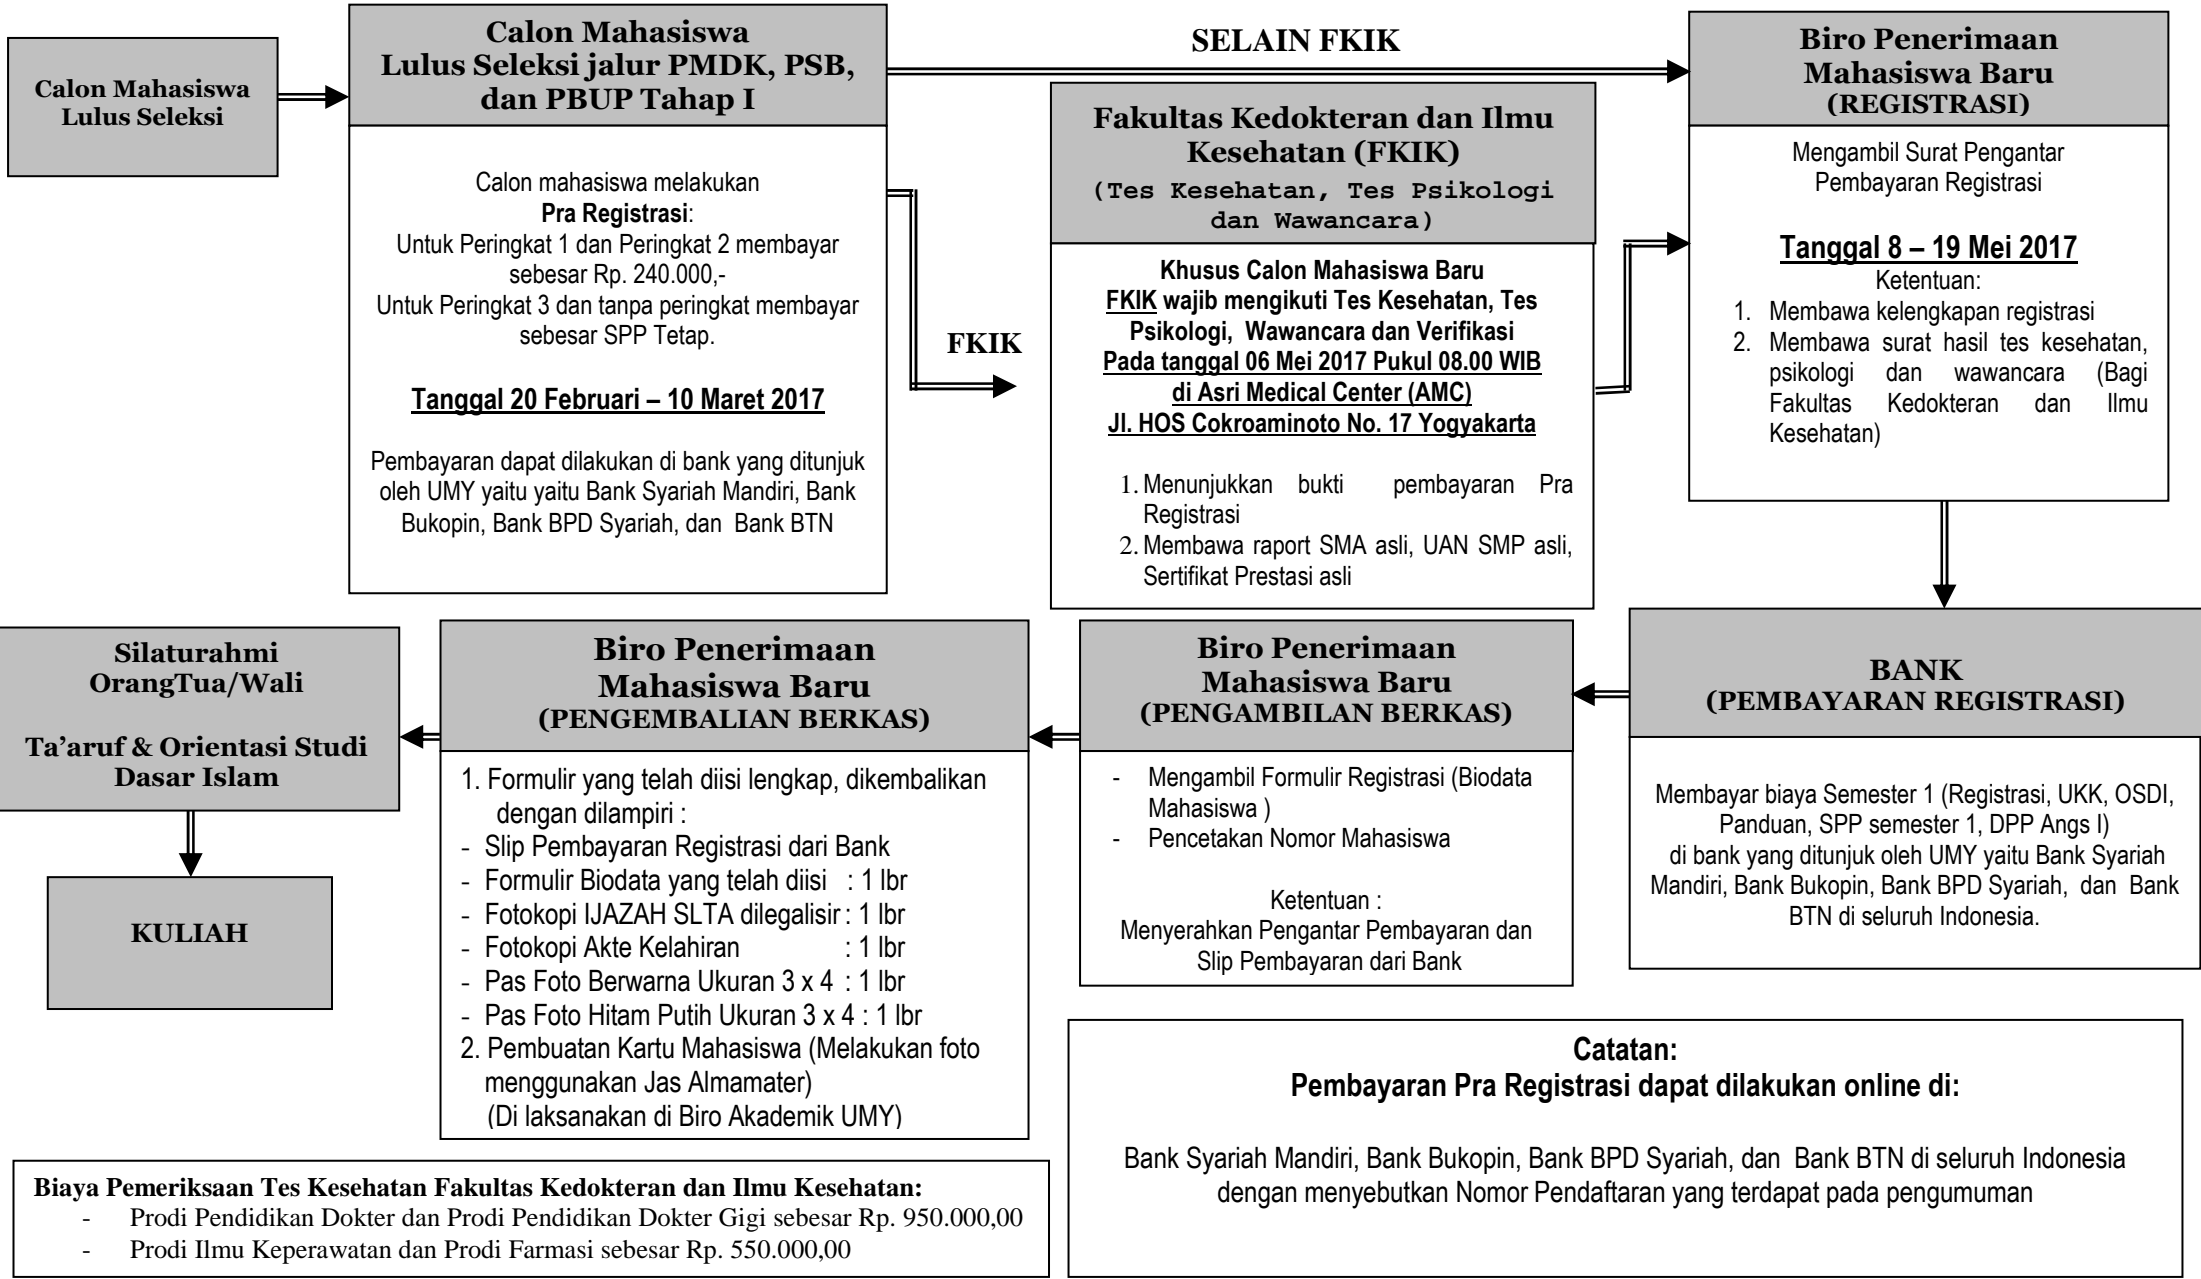 Calon Mahasiswa
Lulus Seleksi
Calon Mahasiswa
Lulus Seleksi jalur PMDK, PSB,
dan PBUP Tahap I
Calon mahasiswa melakukan
Pra Registrasi:
Untuk Peringkat 1 dan Peringkat 2 membayar
sebesar Rp. 240.000,-
Untuk Peringkat 3 dan tanpa peringkat membayar
sebesar SPP Tetap.
Tanggal 20 Februari – 10 Maret 2017
Pembayaran dapat dilakukan di bank yang ditunjuk
oleh UMY yaitu yaitu Bank Syariah Mandiri, Bank
Bukopin, Bank BPD Syariah, dan Bank BTN
SELAIN FKIK
FKIK
Fakultas Kedokteran dan Ilmu
Kesehatan (FKIK)
(Tes Kesehatan, Tes Psikologi
dan Wawancara)
Khusus Calon Mahasiswa Baru
FKIK wajib mengikuti Tes Kesehatan, Tes
Psikologi, Wawancara dan Verifikasi
Pada tanggal 06 Mei 2017 Pukul 08.00 WIB
di Asri Medical Center (AMC)
Jl. HOS Cokroaminoto No. 17 Yogyakarta
1. Menunjukkan bukti pembayaran Pra
Registrasi
2. Membawa raport SMA asli, UAN SMP asli,
Sertifikat Prestasi asli
Biro Penerimaan
Mahasiswa Baru
(REGISTRASI)
Mengambil Surat Pengantar
Pembayaran Registrasi
Tanggal 8 – 19 Mei 2017
Ketentuan:
1. Membawa kelengkapan registrasi
2. Membawa surat hasil tes kesehatan,
psikologi dan wawancara (Bagi
Fakultas Kedokteran dan Ilmu
Kesehatan)
BANK
(PEMBAYARAN REGISTRASI)
Membayar biaya Semester 1 (Registrasi, UKK, OSDI,
Panduan, SPP semester 1, DPP Angs I)
di bank yang ditunjuk oleh UMY yaitu Bank Syariah
Mandiri, Bank Bukopin, Bank BPD Syariah, dan Bank
BTN di seluruh Indonesia.
Biro Penerimaan
Mahasiswa Baru
(PENGAMBILAN BERKAS)
- Mengambil Formulir Registrasi (Biodata
Mahasiswa )
- Pencetakan Nomor Mahasiswa
Ketentuan :
Menyerahkan Pengantar Pembayaran dan
Slip Pembayaran dari Bank
Biro Penerimaan
Mahasiswa Baru
(PENGEMBALIAN BERKAS)
1. Formulir yang telah diisi lengkap, dikembalikan
dengan dilampiri :
- Slip Pembayaran Registrasi dari Bank
- Formulir Biodata yang telah diisi : 1 lbr
- Fotokopi IJAZAH SLTA dilegalisir : 1 lbr
- Fotokopi Akte Kelahiran : 1 lbr
- Pas Foto Berwarna Ukuran 3 x 4 : 1 lbr
- Pas Foto Hitam Putih Ukuran 3 x 4 : 1 lbr
2. Pembuatan Kartu Mahasiswa (Melakukan foto
menggunakan Jas Almamater)
(Di laksanakan di Biro Akademik UMY)
Silaturahmi
OrangTua/Wali
Ta’aruf & Orientasi Studi
Dasar Islam
KULIAH
Catatan:
Pembayaran Pra Registrasi dapat dilakukan online di:
Bank Syariah Mandiri, Bank Bukopin, Bank BPD Syariah, dan Bank BTN di seluruh Indonesia
dengan menyebutkan Nomor Pendaftaran yang terdapat pada pengumuman
Biaya Pemeriksaan Tes Kesehatan Fakultas Kedokteran dan Ilmu Kesehatan:
- Prodi Pendidikan Dokter dan Prodi Pendidikan Dokter Gigi sebesar Rp. 950.000,00
- Prodi Ilmu Keperawatan dan Prodi Farmasi sebesar Rp. 550.000,00